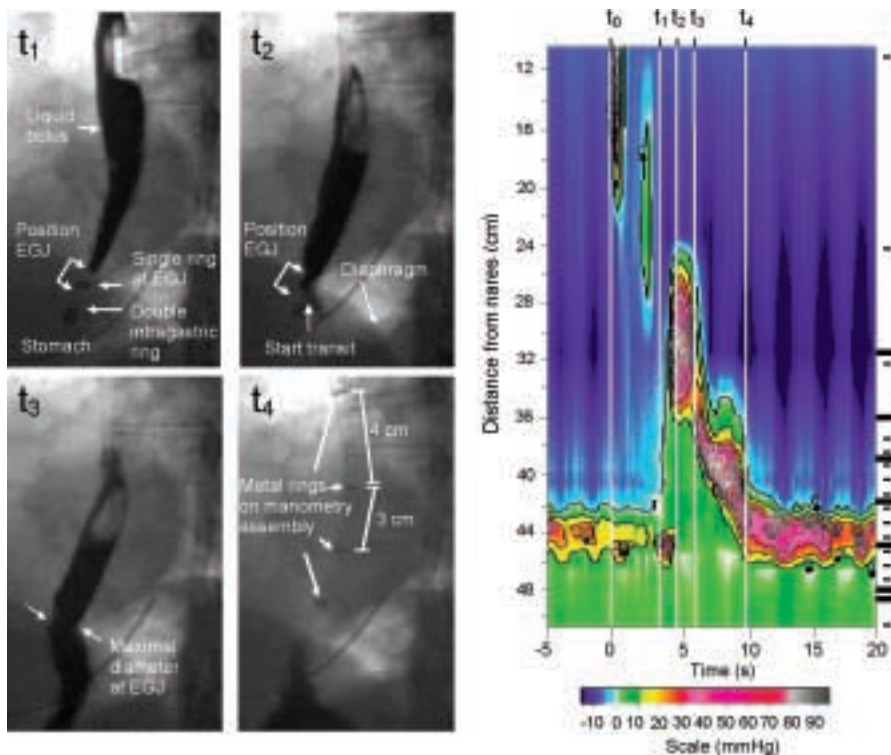 t1
Liquid
bolus
Position
EGJ
Single ring
at EGJ
Double
intragastric
ring
Stomach
t2
Position
EGJ
Diaphragm
Start transit
t3
Maximal
diameter
at EGJ
t4
4 cm
Metal rings
on manometry
assembly
3 cm
t0 t1 t2 t3 t4
Distance from nares (cm)
12
16
20
24
28
32
36
40
44
48
-5 0 5 10 15 20
Time (s)
-10 0 10 20 30 40 50 60 70 80 90
Scale (mmHg)